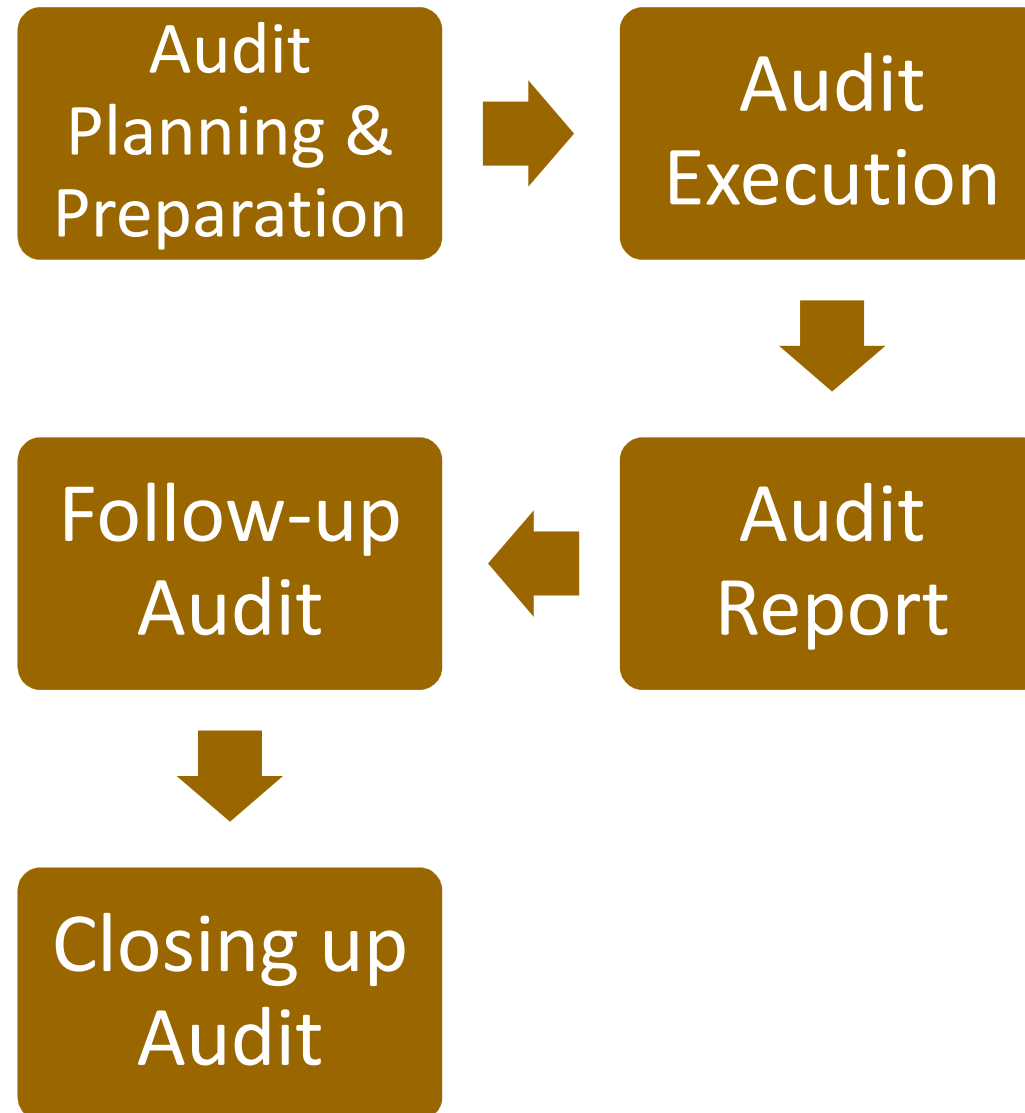 Audit
Planning &
Preparation
Audit
Execution
Audit
Report
Follow-up
Audit
Closing up
Audit